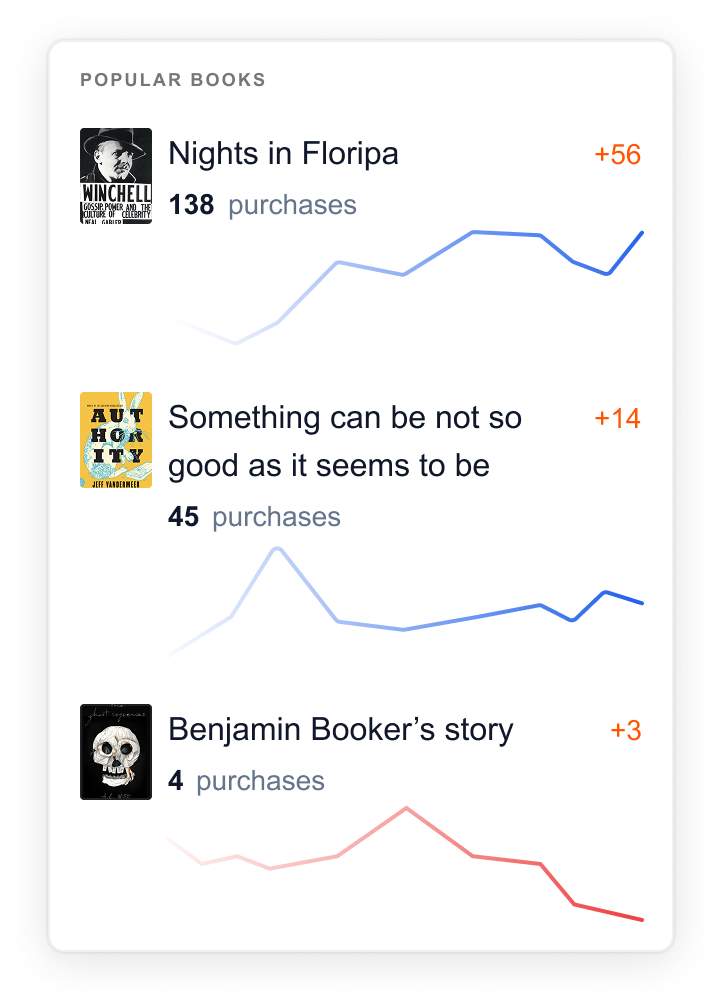 POPULAR BOOKS
Nights in Floripa
+56
138 purchases
WINCHELL
GOSSIP, POWER AND THE
CULTURE OF CELEBRITY
NEAL GABLER
Something can be not so
+14
good as it seems to be
45 purchases
AUT
HOR
ITY
JEFF VANDERMEER
Benjamin Booker’s story
+3
4 purchases